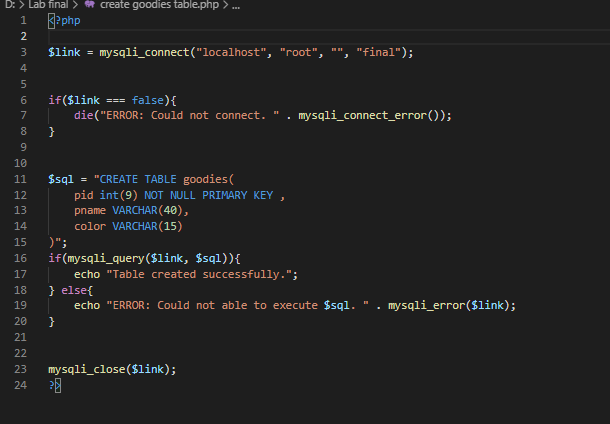 D: > Lab final > create goodies table.php > ...
1 <?php
2
3 $link = mysqli_connect("localhost", "root", "", "final");
4
5
6 if($link === false){
7     die("ERROR: Could not connect. " . mysqli_connect_error());
8 }
9
10
11 $sql = "CREATE TABLE goodies(
12     pid int(9) NOT NULL PRIMARY KEY ,
13     pname VARCHAR(40),
14     color VARCHAR(15)
15 )";
16 if(mysqli_query($link, $sql)){
17     echo "Table created successfully.";
18 } else{
19     echo "ERROR: Could not able to execute $sql. " . mysqli_error($link);
20 }
21
22
23 mysqli_close($link);
24 ?>